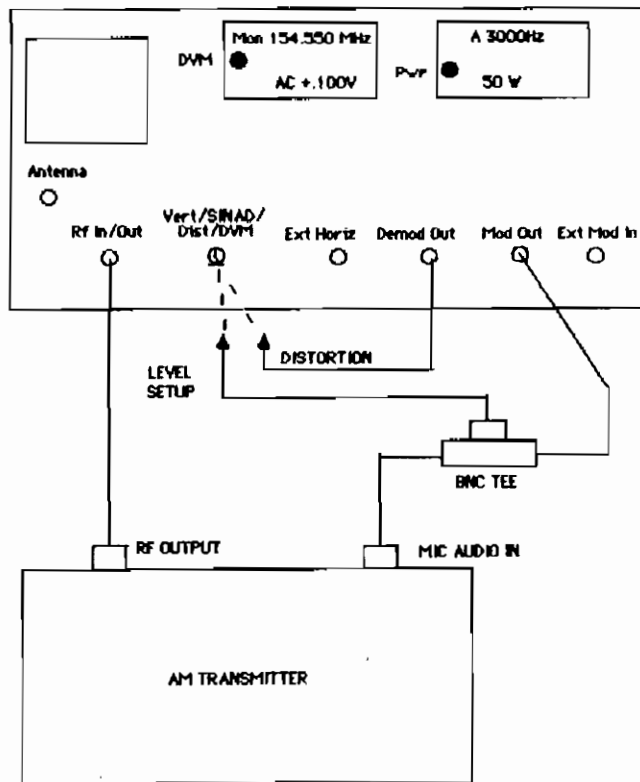 Mon 154.550 MHz
DVM
AC +.100V
A 3000Hz
Pwr
50 W
Antenna
Rf In/Out
Vert/SINAD/
Dist/DVM
Ext Horiz
Demod Out
Mod Out
Ext Mod In
LEVEL
SETUP
DISTORTION
BNC TEE
RF OUTPUT
MIC AUDIO IN
AM TRANSMITTER